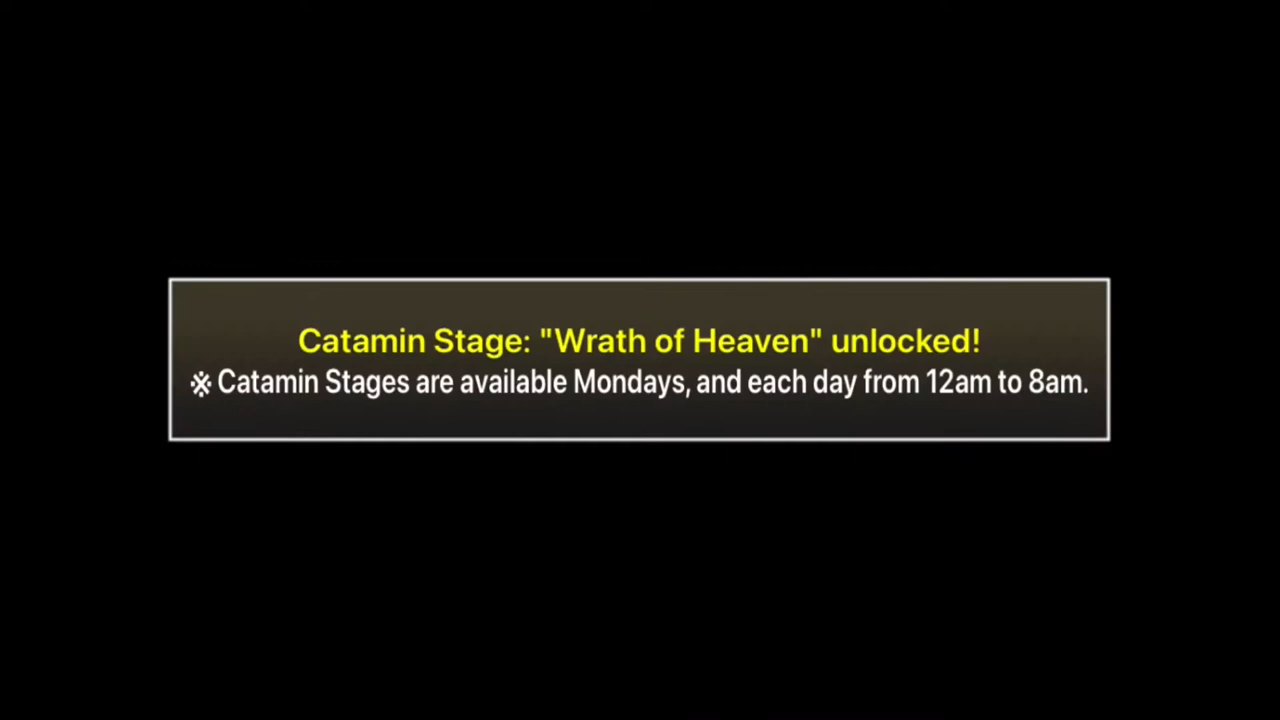 Catamin Stage: "Wrath of Heaven" unlocked!
※ Catamin Stages are available Mondays, and each day from 12am to 8am.